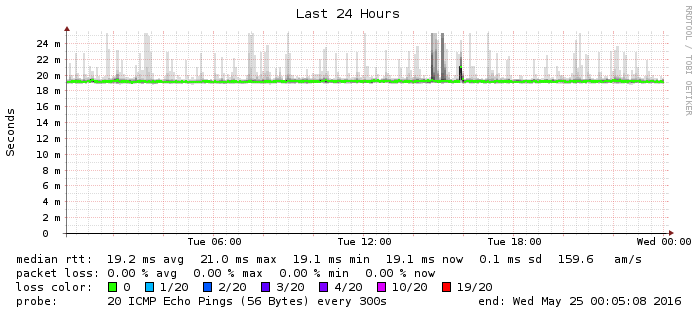 Last 24 Hours
RRDTOOL / TOBI OETIKER
Seconds
24 m
22 m
20 m
18 m
16 m
14 m
12 m
10 m
8 m
6 m
4 m
2 m
0
Tue 06:00 Tue 12:00 Tue 18:00 Wed 00:00
median rtt: 19.2 ms avg 21.0 ms max 19.1 ms min 19.1 ms now 0.1 ms sd 159.6 am/s
packet loss: 0.00 % avg 0.00 % max 0.00 % min 0.00 % now
loss color: 0 1/20 2/20 3/20 4/20 10/20 19/20
probe: 20 ICMP Echo Pings (56 Bytes) every 300s end: Wed May 25 00:05:08 2016